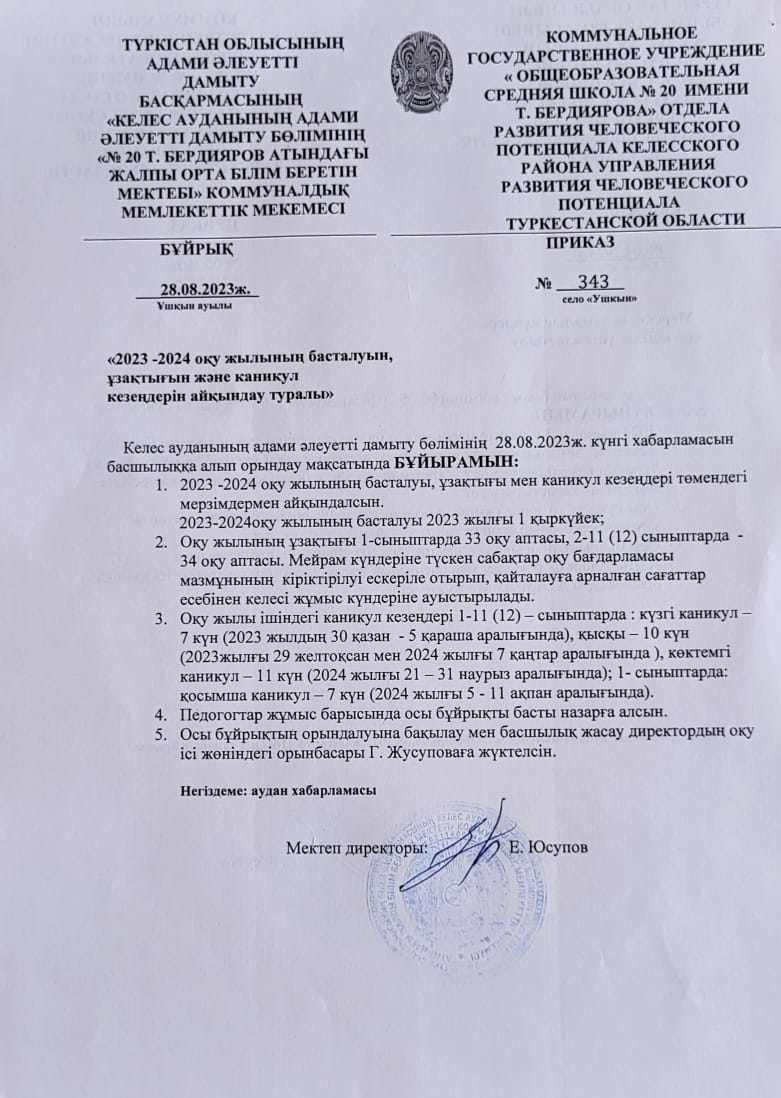 ТҮРКІСТАН ОБЛЫСЫНЫҢ
АДАМИ ӘЛЕУЕТТІ
ДАМЫТУ
БАСҚАРМАСЫНЫҢ
«КЕЛЕС АУДАНЫНЫҢ АДАМИ
ӘЛЕУЕТТІ ДАМЫТУ БӨЛІМІНІҢ
«№ 20 Т. БЕРДИЯРОВ АТЫНДАҒЫ
ЖАЛПЫ ОРТА БІЛІМ БЕРЕТІН
МЕКТЕБІ» КОММУНАЛДЫҚ
МЕМЛЕКЕТТІК МЕКЕМЕСІ
КОММУНАЛЬНОЕ
ГОСУДАРСТВЕННОЕ УЧРЕЖДЕНИЕ
« ОБЩЕОБРАЗОВАТЕЛЬНАЯ
СРЕДНЯЯ ШКОЛА № 20 ИМЕНИ
Т. БЕРДИЯРОВА» ОТДЕЛА
РАЗВИТИЯ ЧЕЛОВЕЧЕСКОГО
ПОТЕНЦИАЛА КЕЛЕССКОГО
РАЙОНА УПРАВЛЕНИЯ
РАЗВИТИЯ ЧЕЛОВЕЧЕСКОГО
ПОТЕНЦИАЛА
ТУРКЕСТАНСКОЙ ОБЛАСТИ
БҰЙРЫҚ
ПРИКАЗ
28.08.2023ж.
№ 343
Ұшқын ауылы
село «Ушкын»
«2023 -2024 оқу жылының басталуын,
ұзақтығын және каникул
кезеңдерін айқындау туралы»
Келес ауданының адами әлеуетті дамыту бөлімінің 28.08.2023ж. күнгі хабарламасын
басшылыққа алып орындау мақсатында БҰЙЫРАМЫН:
1. 2023 -2024 оқу жылының басталуы, ұзақтығы мен каникул кезеңдері төмендегі
мерзімдермен айқындалсын.
2023-2024оқу жылының басталуы 2023 жылғы 1 қыркүйек;
2. Оқу жылының ұзақтығы 1-сыныптарда 33 оқу аптасы, 2-11 (12) сыныптарда -
34 оқу аптасы. Мейрам күндеріне түскен сабақтар оқу бағдарламасы
мазмұнының кіріктірілуі ескеріле отырып, қайталауға арналған сағаттар
есебінен келесі жұмыс күндеріне ауыстырылады.
3. Оқу жылы ішіндегі каникул кезеңдері 1-11 (12) – сыныптарда : күзгі каникул –
7 күн (2023 жылдың 30 қазан - 5 қараша аралығында), қысқы – 10 күн
(2023жылғы 29 желтоқсан мен 2024 жылғы 7 қаңтар аралығында ), көктемгі
каникул – 11 күн (2024 жылғы 21 – 31 наурыз аралығында); 1- сыныптарда:
қосымша каникул – 7 күн (2024 жылғы 5 - 11 ақпан аралығында).
4. Педогогтар жұмыс барысында осы бұйрықты басты назарға алсын.
5. Осы бұйрықтың орындалуына бақылау мен басшылық жасау директордың оқу
ісі жөніндегі орынбасары Г. Жусуповаға жүктелсін.
Негіздеме: аудан хабарламасы
Мектеп директоры: Е. Юсупов